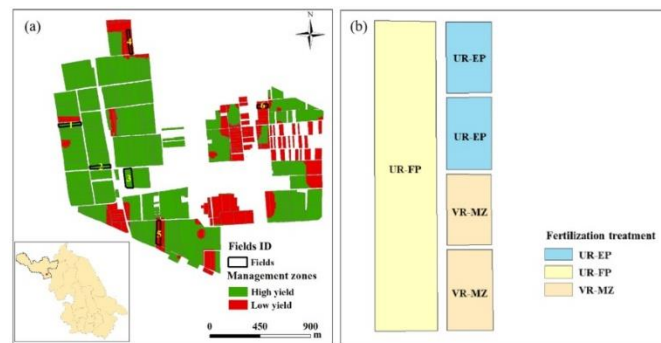 (a)
N
4
6
3
5
Fields ID
Fields
Management zones
High yield
Low yield
0 450 900
m
(b)
UR-EP
UR-EP
UR-FP
VR-MZ
VR-MZ
Fertilization treatment
UR-EP
UR-FP
VR-MZ